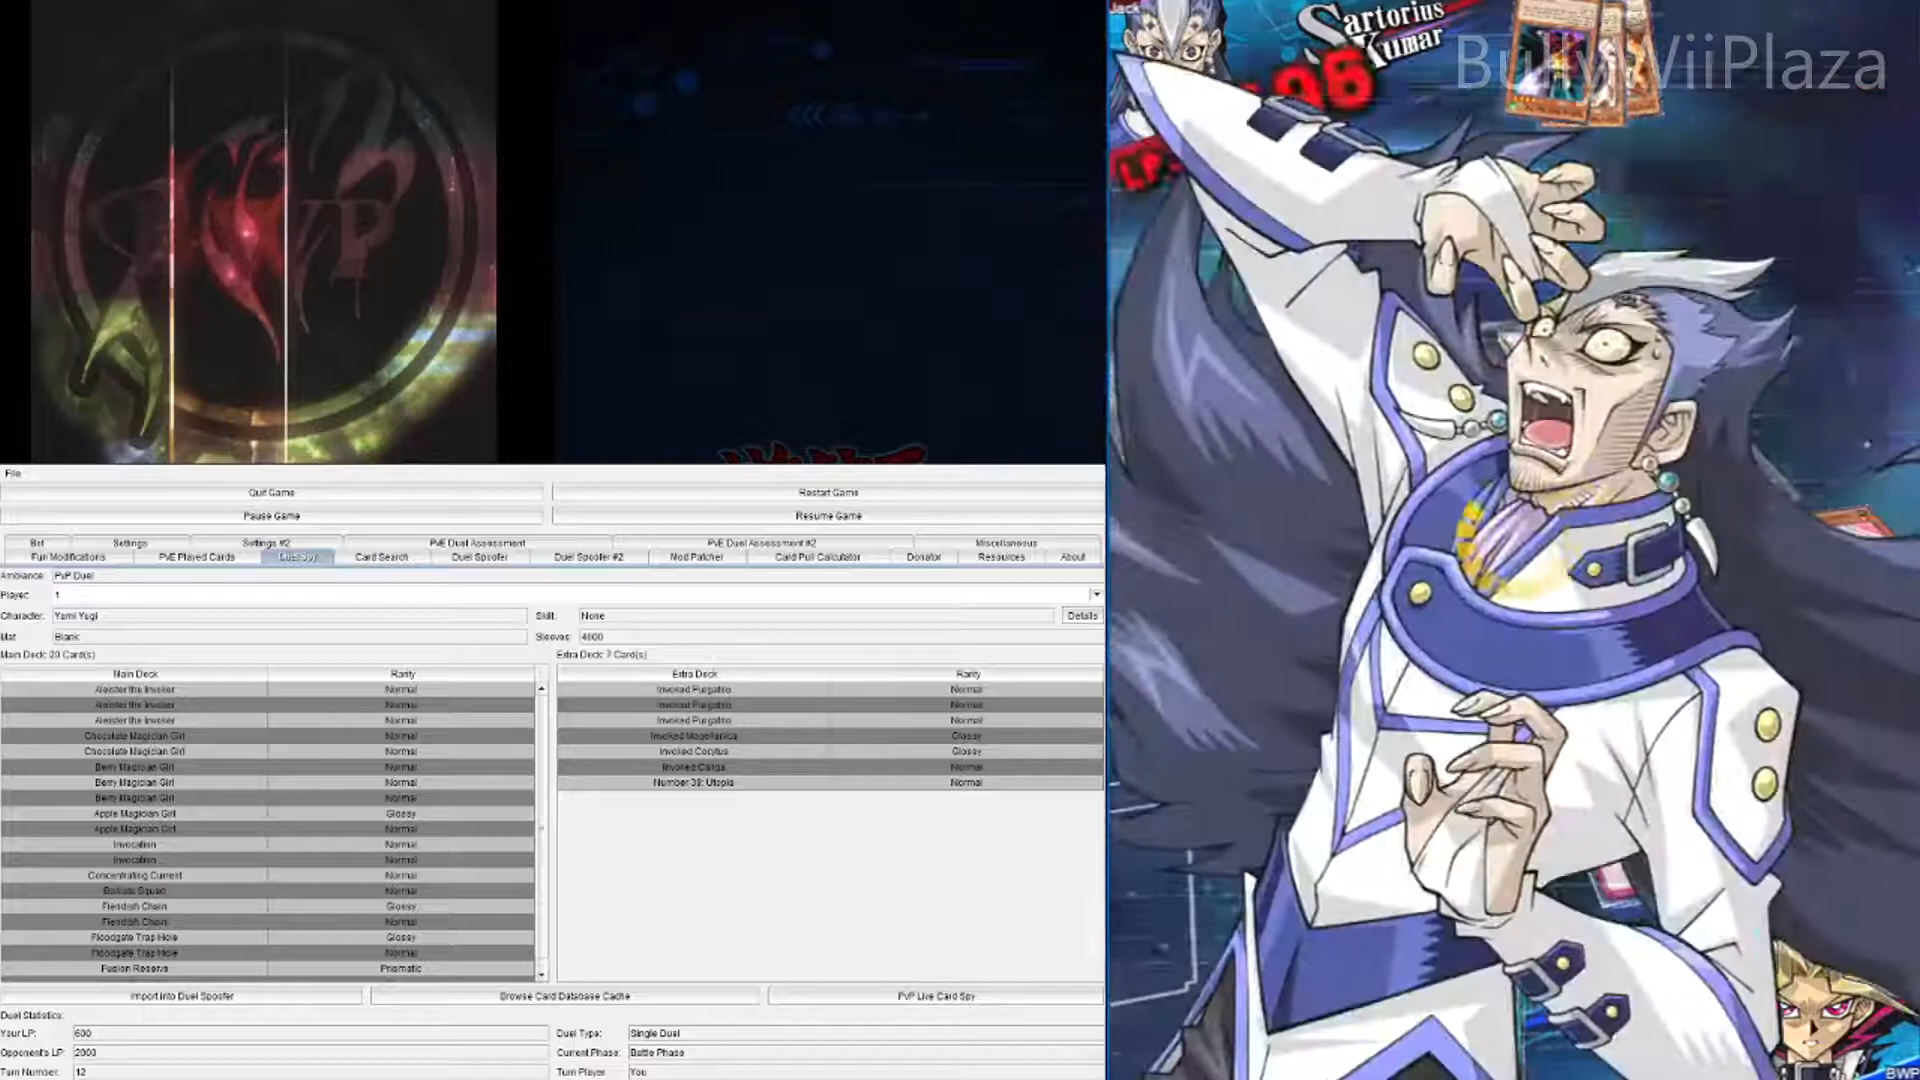 Jack
Sartorius
Kumar
BullyWiiPlaza
LP.
File
Quit Game
Restart Game
Pause Game
Resume Game
Bot
Settings
Settings #2
PvE Duel Assessment
PvE Duel Assessment #2
Miscellaneous
Fun Modifications
PvE Played Cards
Duel Spy
Card Search
Duel Spoofer
Duel Spoofer #2
Mod Patcher
Card Pull Calculator
Donator
Resources
About
Ambiance: PvP Duel
Player: 1
Character: Yami Yugi
Skill: None
Details
Mat Blank
Sleeves: 4000
Main Deck: 20 Card(s)
Extra Deck: 7 Card(s)
Main Deck Rarity
Extra Deck Rarity
Aleister the Invoker Normal
Aleister the Invoker Normal
Aleister the Invoker Normal
Chocolate Magician Girl Normal
Chocolate Magician Girl Normal
Berry Magician Girl Normal
Berry Magician Girl Normal
Berry Magician Girl Normal
Apple Magician Girl Glossy
Apple Magician Girl Normal
Invocation Normal
Invocation Normal
Concentrating Current Normal
Ballista Squad Normal
Fiendish Chain Glossy
Fiendish Chain Normal
Floodgate Trap Hole Glossy
Floodgate Trap Hole Normal
Fusion Reserve Prismatic
Invoked Purgatrio Normal
Invoked Purgatrio Normal
Invoked Purgatrio Normal
Invoked Magellanica Glossy
Invoked Cocytus Glossy
Invoked Caliga Normal
Number 39: Utopia Normal
Import into Duel Spoofer
Browse Card Database Cache
PvP Live Card Spy
Duel Statistics:
Your LP: 600
Duel Type: Single Duel
Opponent's LP: 2000
Current Phase: Battle Phase
Turn Number: 12
Turn Player You
BWP